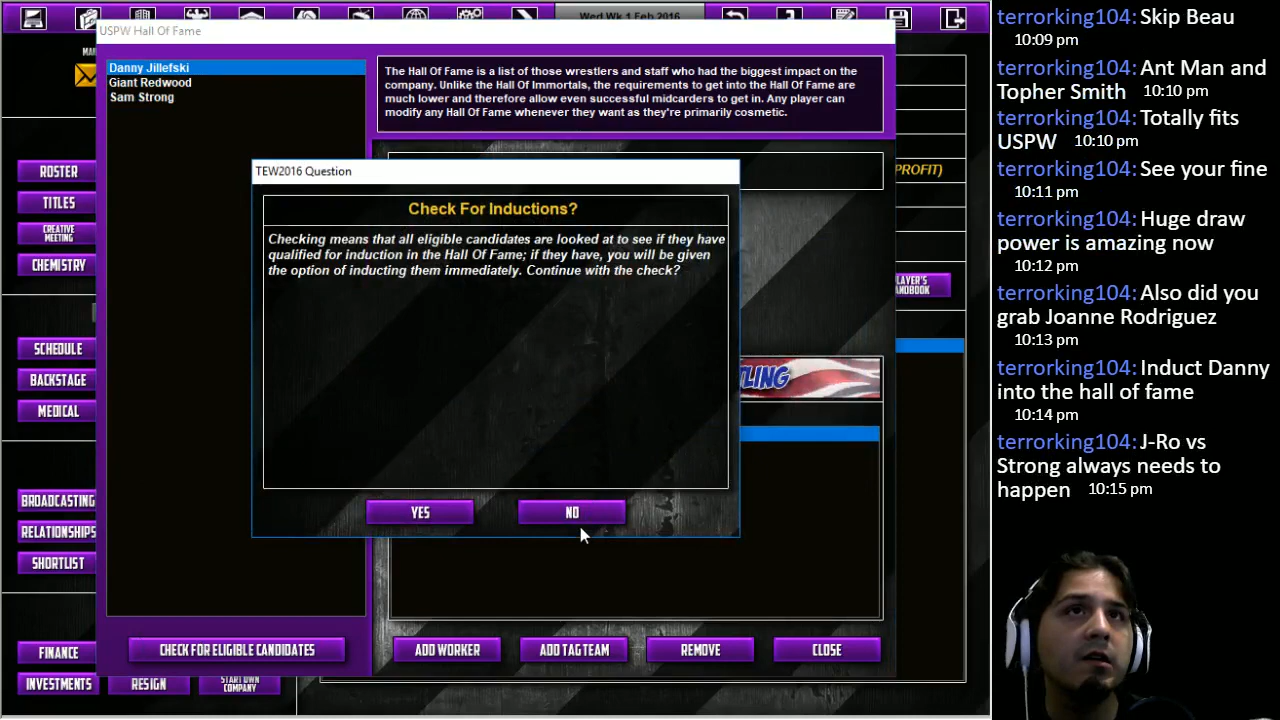 Wed Wk 1 Feb 2016
USPW Hall Of Fame
Danny Jillefski
Giant Redwood
Sam Strong
The Hall Of Fame is a list of those wrestlers and staff who had the biggest impact on the
company. Unlike the Hall Of Immortals, the requirements to get into the Hall Of Fame are
much lower and therefore allow even successful midcarders to get in. Any player can
modify any Hall Of Fame whenever they want as they're primarily cosmetic.
PROFIT)
TEW2016 Question
Check For Inductions?
Checking means that all eligible candidates are looked at to see if they have
qualified for induction in the Hall Of Fame; if they have, you will be given
the option of inducting them immediately. Continue with the check?
YES
NO
ROSTER
TITLES
CREATIVE
MEETING
CHEMISTRY
SCHEDULE
BACKSTAGE
MEDICAL
BROADCASTING
RELATIONSHIPS
SHORTLIST
FINANCE
INVESTMENTS
RESIGN
START OWN
COMPANY
CHECK FOR ELIGIBLE CANDIDATES
ADD WORKER
ADD TAG TEAM
REMOVE
CLOSE
terrorking104: Skip Beau
10:09 pm
terrorking104: Ant Man and
Topher Smith 10:10 pm
terrorking104: Totally fits
USPW 10:10 pm
terrorking104: See your fine
10:11 pm
terrorking104: Huge draw
power is amazing now
10:12 pm
terrorking104: Also did you
grab Joanne Rodriguez
10:13 pm
terrorking104: Induct Danny
into the hall of fame
10:14 pm
terrorking104: J-Ro vs
Strong always needs to
happen 10:15 pm